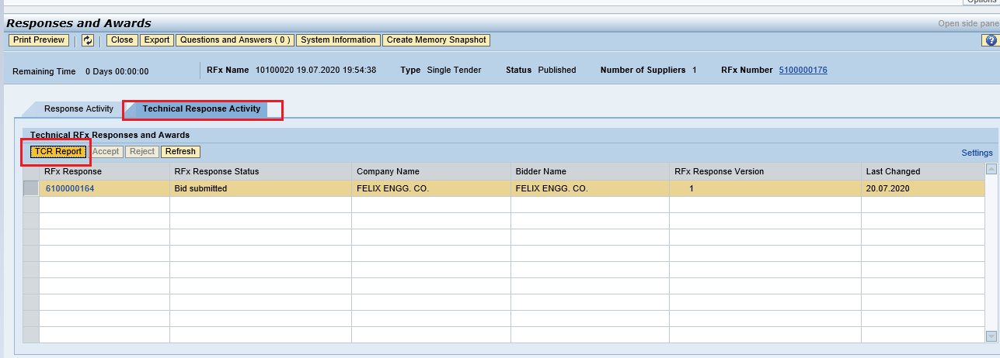 Options
Responses and Awards
Open side pane
Print Preview Close Export Questions and Answers ( 0 ) System Information Create Memory Snapshot
Remaining Time 0 Days 00:00:00 RFx Name 10100020 19.07.2020 19:54:38 Type Single Tender Status Published Number of Suppliers 1 RFx Number 5100000176
Response Activity Technical Response Activity
Technical RFx Responses and Awards
TCR Report Accept Reject Refresh Settings
RFx Response RFx Response Status Company Name Bidder Name RFx Response Version Last Changed
6100000164 Bid submitted FELIX ENGG. CO. FELIX ENGG. CO. 1 20.07.2020